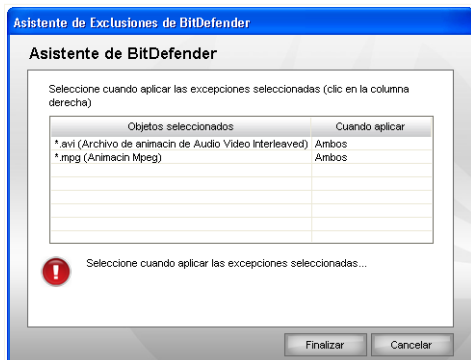 Asistente de Exclusiones de BitDefender
Asistente de BitDefender
Seleccione cuando aplicar las excepciones seleccionadas (clic en la columna
derecha)
Objetos seleccionados Cuando aplicar
*.avi (Archivo de animacin de Audio Video Interleaved) Ambos
*.mpg (Animacin Mpeg) Ambos
Seleccione cuando aplicar las excepciones seleccionadas...
Finalizar Cancelar